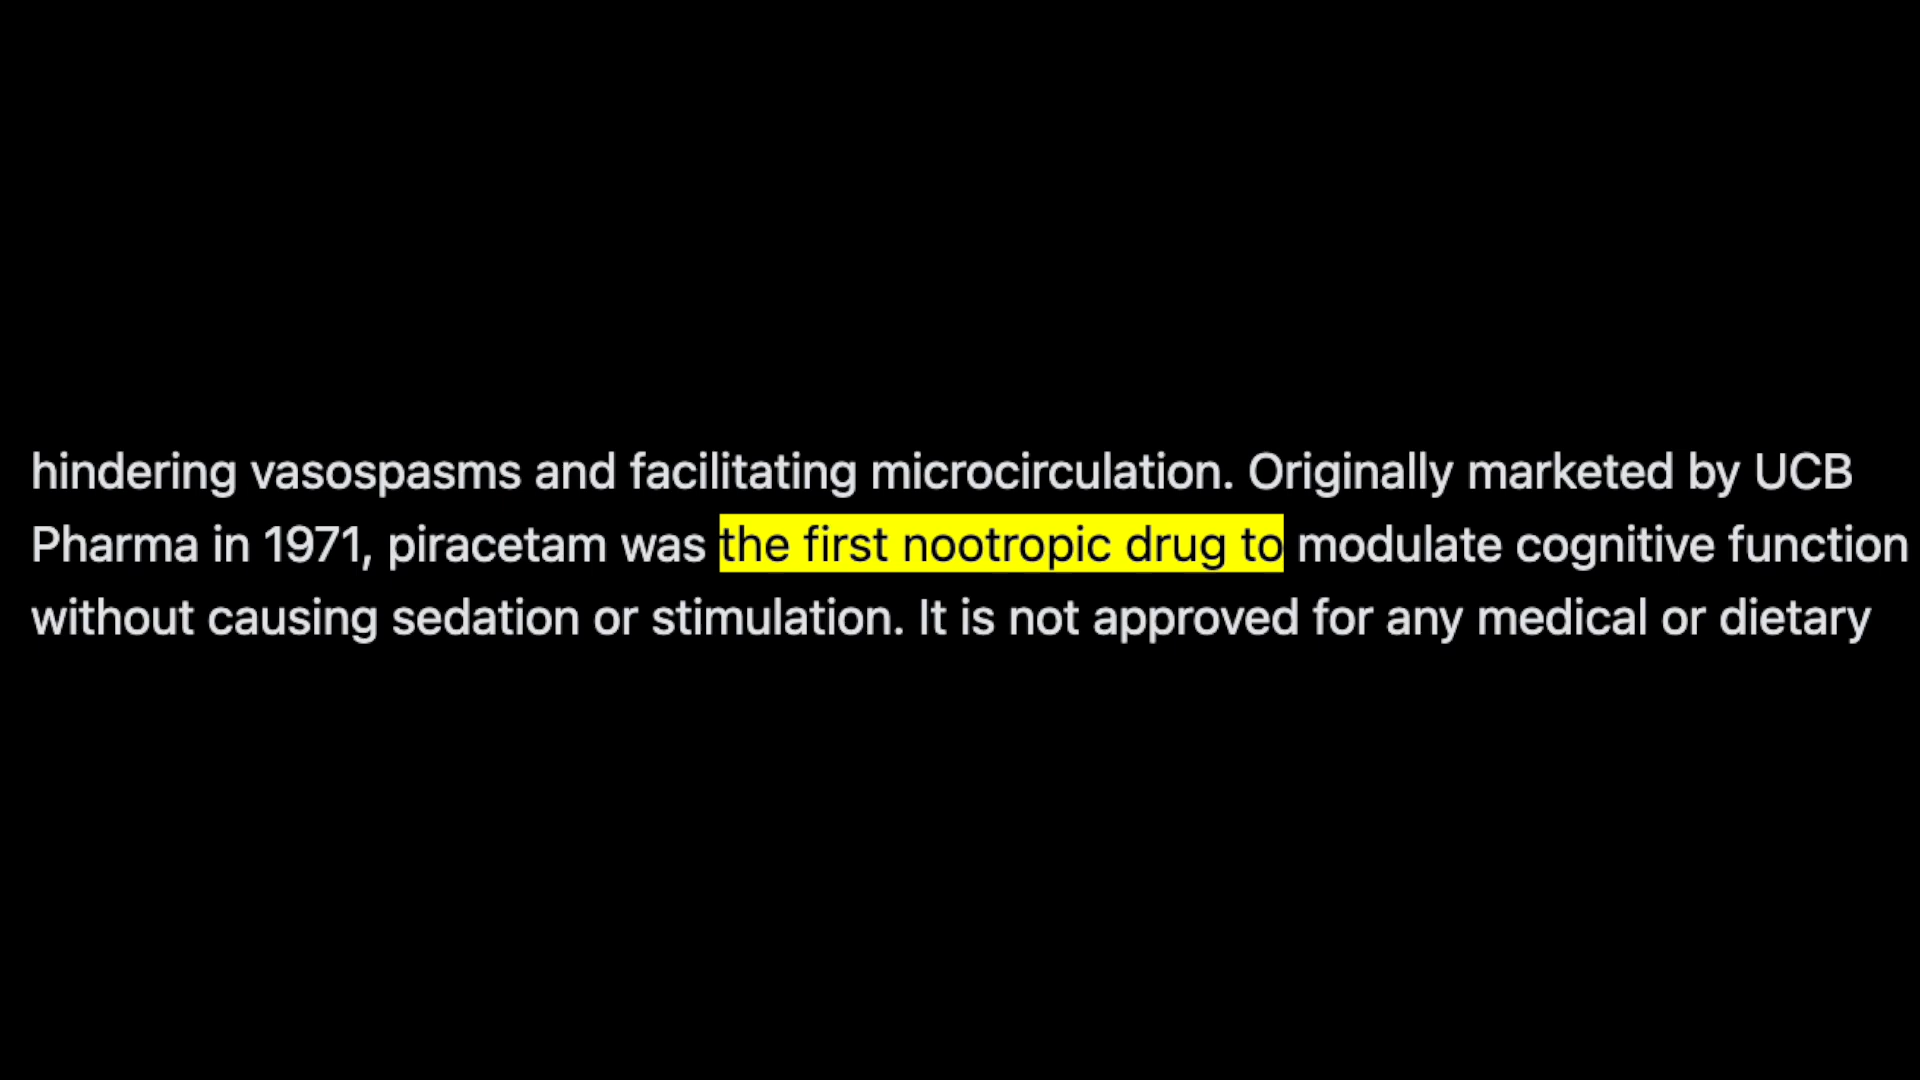 hindering vasospasms and facilitating microcirculation. Originally marketed by UCB
Pharma in 1971, piracetam was the first nootropic drug to modulate cognitive function
without causing sedation or stimulation. It is not approved for any medical or dietary